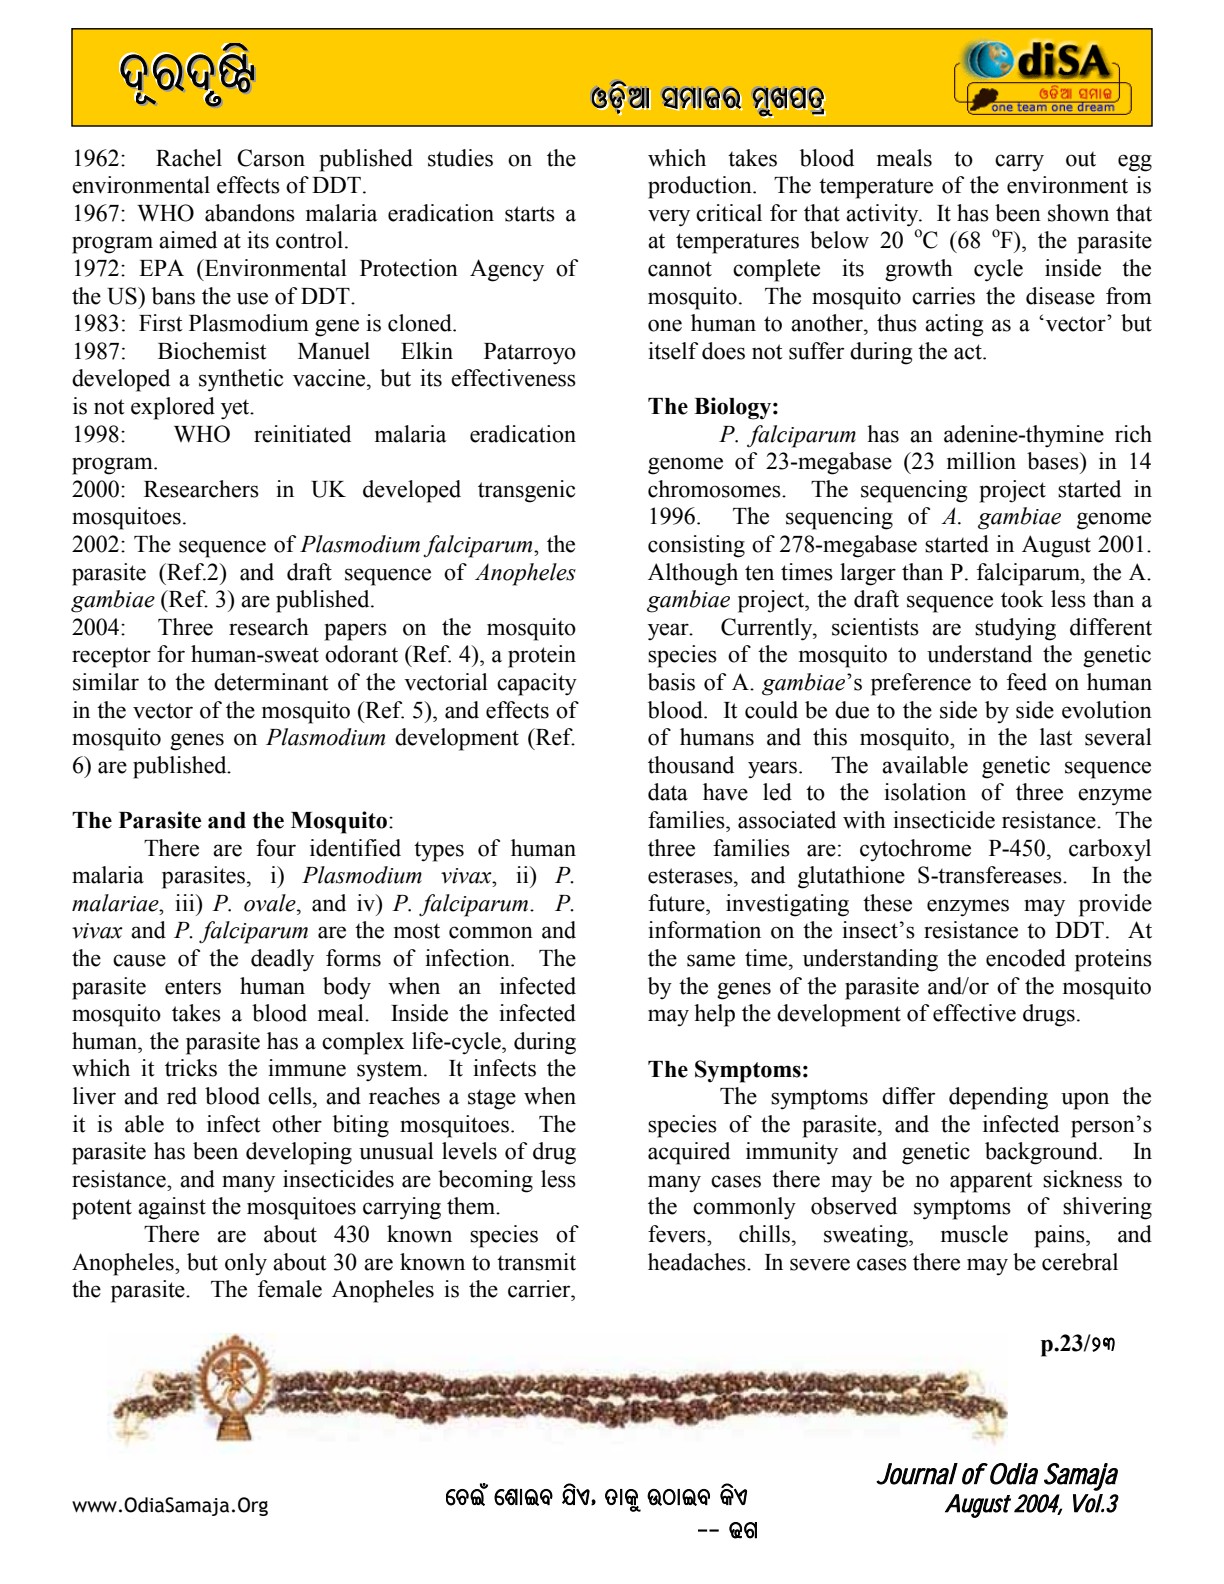 ଦୂରଦୃଷ୍ଟି
ଓଡ଼ିଆ ସମାଜର ମୁଖପତ୍ର
diSA
ଓଡିଆ ସମାଜ
one team one dream
1962: Rachel Carson published studies on the
environmental effects of DDT.
1967: WHO abandons malaria eradication starts a
program aimed at its control.
1972: EPA (Environmental Protection Agency of
the US) bans the use of DDT.
1983: First Plasmodium gene is cloned.
1987: Biochemist Manuel Elkin Patarroyo
developed a synthetic vaccine, but its effectiveness
is not explored yet.
1998: WHO reinitiated malaria eradication
program.
2000: Researchers in UK developed transgenic
mosquitoes.
2002: The sequence of Plasmodium falciparum, the
parasite (Ref.2) and draft sequence of Anopheles
gambiae (Ref. 3) are published.
2004: Three research papers on the mosquito
receptor for human-sweat odorant (Ref. 4), a protein
similar to the determinant of the vectorial capacity
in the vector of the mosquito (Ref. 5), and effects of
mosquito genes on Plasmodium development (Ref.
6) are published.
The Parasite and the Mosquito:
There are four identified types of human
malaria parasites, i) Plasmodium vivax, ii) P.
malariae, iii) P. ovale, and iv) P. falciparum. P.
vivax and P. falciparum are the most common and
the cause of the deadly forms of infection. The
parasite enters human body when an infected
mosquito takes a blood meal. Inside the infected
human, the parasite has a complex life-cycle, during
which it tricks the immune system. It infects the
liver and red blood cells, and reaches a stage when
it is able to infect other biting mosquitoes. The
parasite has been developing unusual levels of drug
resistance, and many insecticides are becoming less
potent against the mosquitoes carrying them.
There are about 430 known species of
Anopheles, but only about 30 are known to transmit
the parasite. The female Anopheles is the carrier,
which takes blood meals to carry out egg
production. The temperature of the environment is
very critical for that activity. It has been shown that
at temperatures below 20 °C (68 °F), the parasite
cannot complete its growth cycle inside the
mosquito. The mosquito carries the disease from
one human to another, thus acting as a ‘vector’ but
itself does not suffer during the act.
The Biology:
P. falciparum has an adenine-thymine rich
genome of 23-megabase (23 million bases) in 14
chromosomes. The sequencing project started in
1996. The sequencing of A. gambiae genome
consisting of 278-megabase started in August 2001.
Although ten times larger than P. falciparum, the A.
gambiae project, the draft sequence took less than a
year. Currently, scientists are studying different
species of the mosquito to understand the genetic
basis of A. gambiae’s preference to feed on human
blood. It could be due to the side by side evolution
of humans and this mosquito, in the last several
thousand years. The available genetic sequence
data have led to the isolation of three enzyme
families, associated with insecticide resistance. The
three families are: cytochrome P-450, carboxyl
esterases, and glutathione S-transfereases. In the
future, investigating these enzymes may provide
information on the insect’s resistance to DDT. At
the same time, understanding the encoded proteins
by the genes of the parasite and/or of the mosquito
may help the development of effective drugs.
The Symptoms:
The symptoms differ depending upon the
species of the parasite, and the infected person’s
acquired immunity and genetic background. In
many cases there may be no apparent sickness to
the commonly observed symptoms of shivering
fevers, chills, sweating, muscle pains, and
headaches. In severe cases there may be cerebral
p.23/୨୩
www.OdiaSamaja.Org
ଚେଇଁ ଶୋଇବ ଯିଏ, ତାକୁ ଉଠାଇବ କିଏ
-- ଢଗ
Journal of Odia Samaja
August 2004, Vol.3